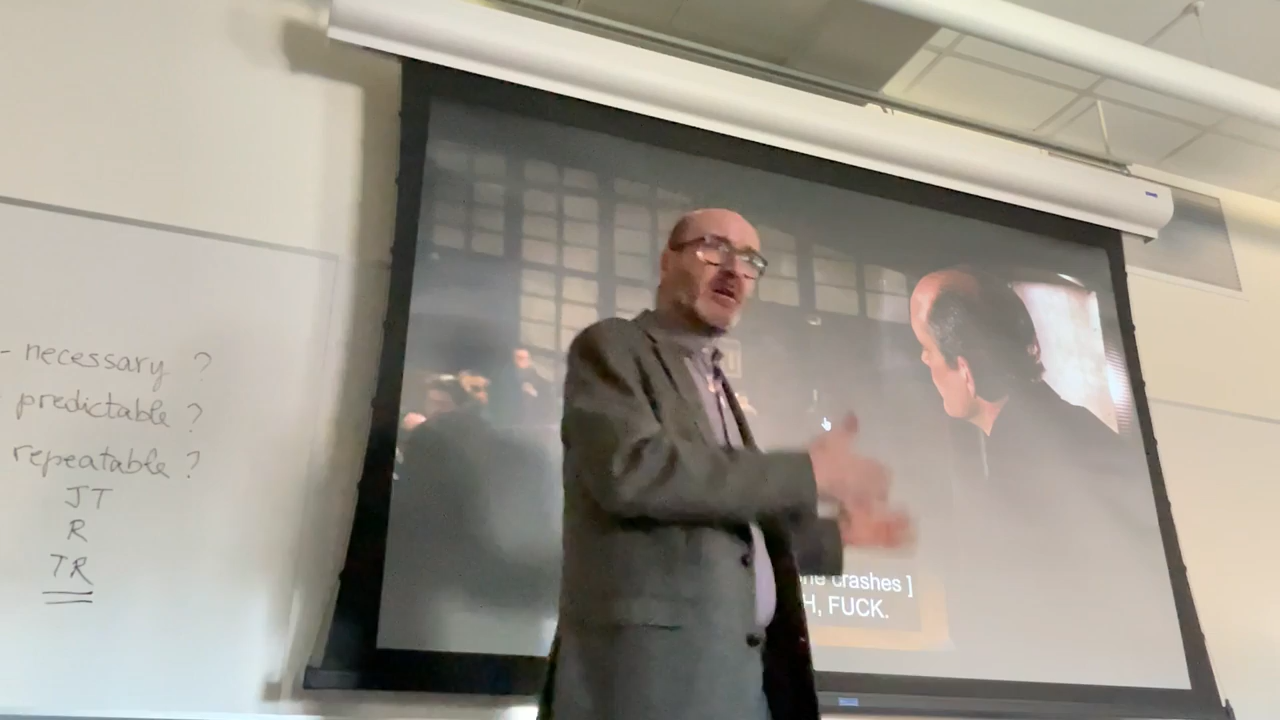 - necessary ?
predictable ?
repeatable ?
JT
R
TR
crashes ]
H, FUCK.